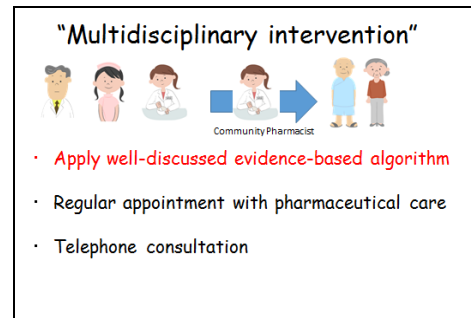 “Multidisciplinary intervention”
Community Pharmacist
· Apply well-discussed evidence-based algorithm
· Regular appointment with pharmaceutical care
· Telephone consultation